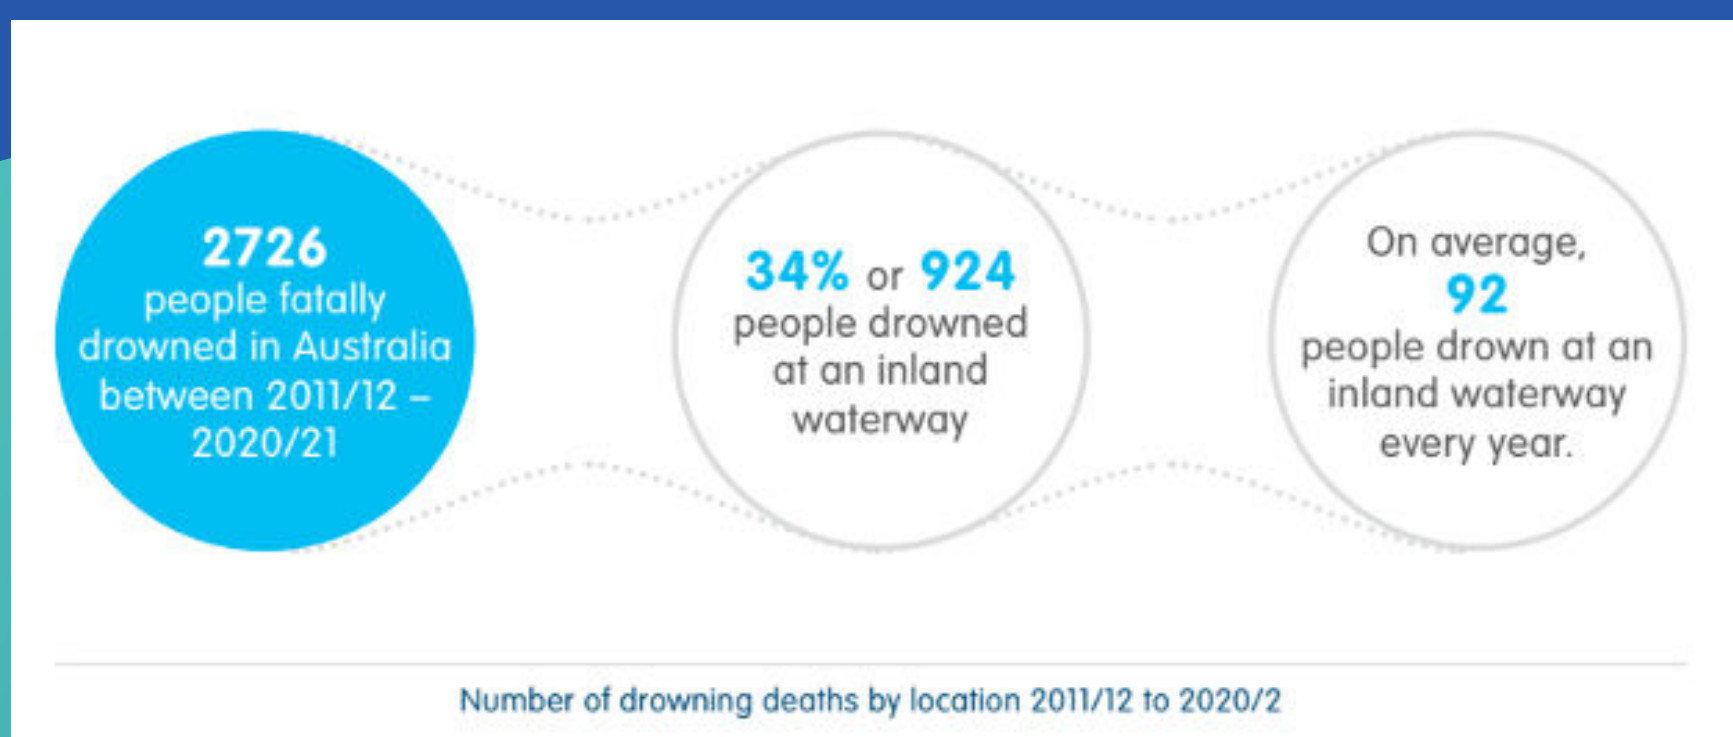 2726
people fatally
drowned in Australia
between 2011/12 –
2020/21
34% or 924
people drowned
at an inland
waterway
On average,
92
people drown at an
inland waterway
every year.
Number of drowning deaths by location 2011/12 to 2020/2